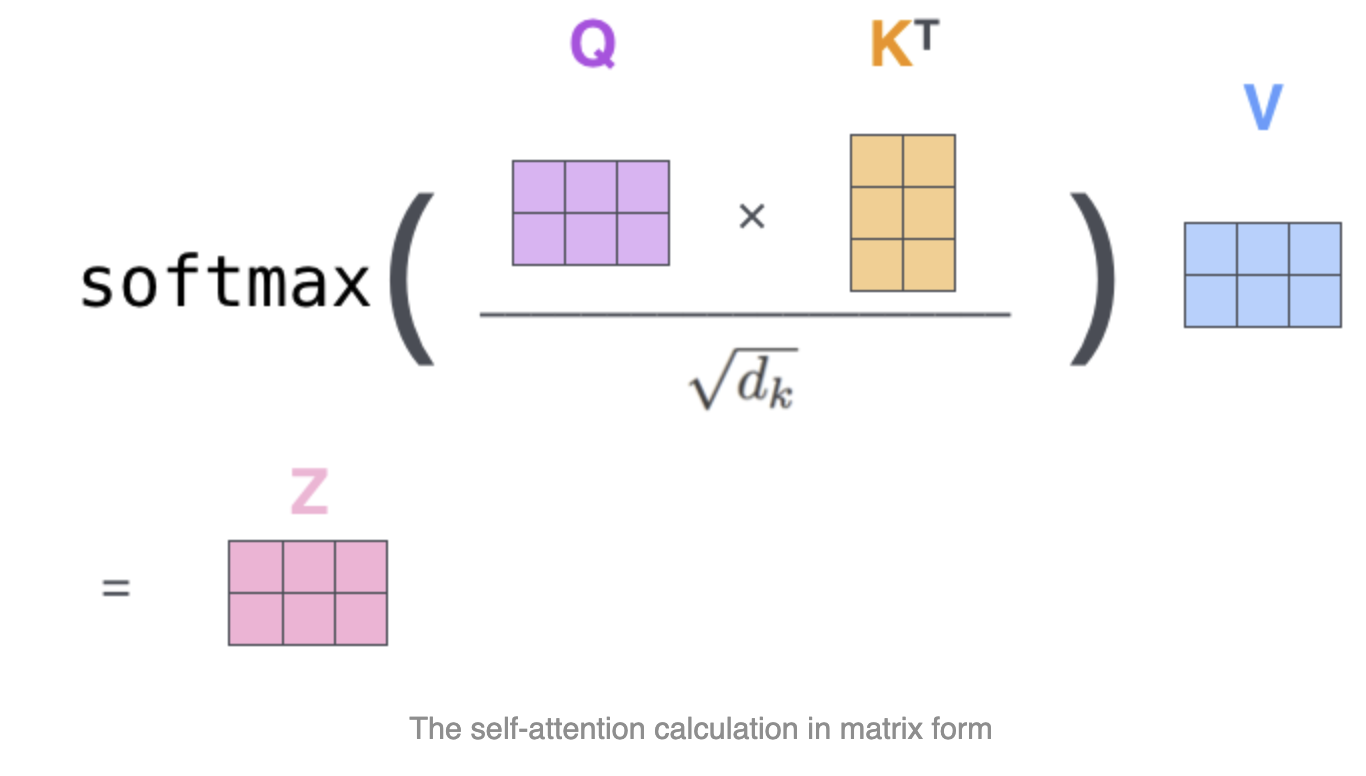 Q
K^T
V
softmax( × )
√d_k
Z
=
The self-attention calculation in matrix form